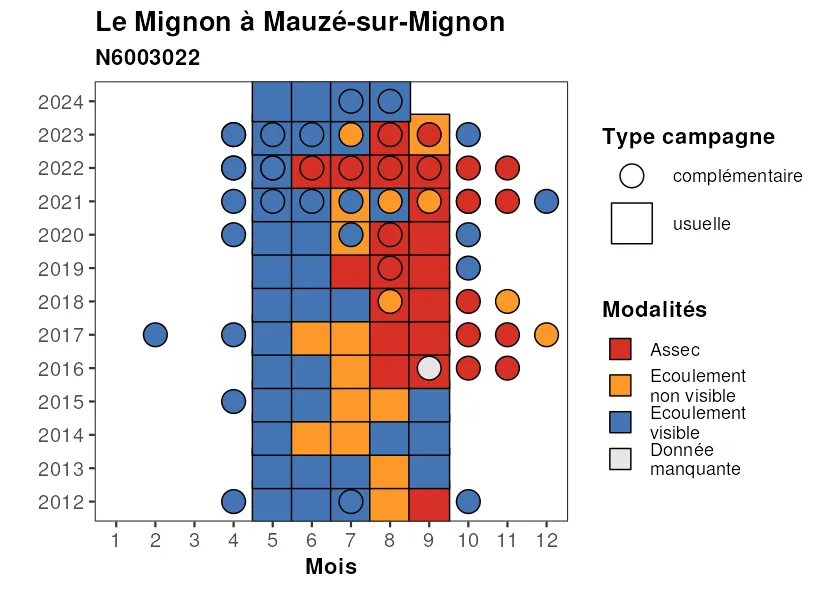 Le Mignon à Mauzé-sur-Mignon
N6003022
2024
2023
2022
2021
2020
2019
2018
2017
2016
2015
2014
2013
2012
1 2 3 4 5 6 7 8 9 10 11 12
Mois
Type campagne
complémentaire
usuelle
Modalités
Assec
Ecoulement
non visible
Ecoulement
visible
Donnée
manquante